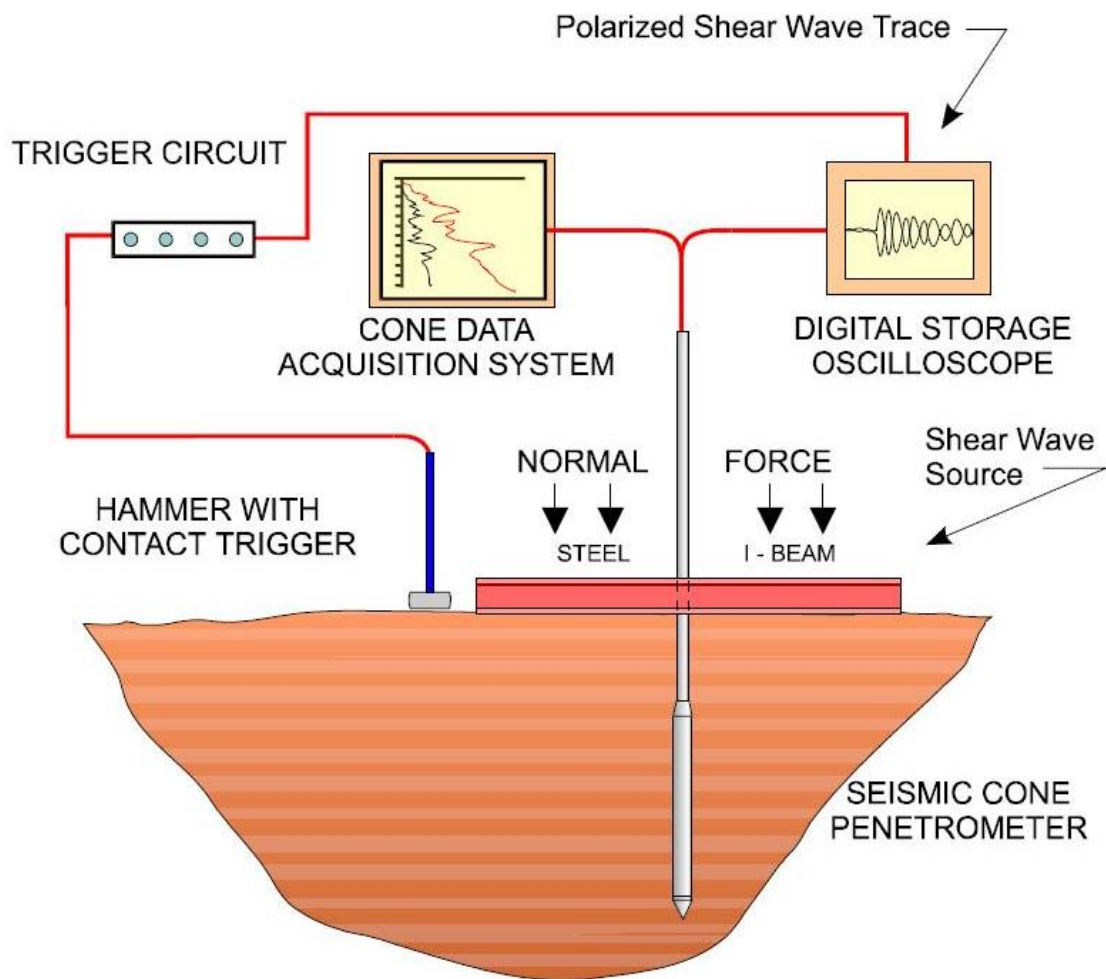 Polarized Shear Wave Trace
TRIGGER CIRCUIT
CONE DATA
ACQUISITION SYSTEM
DIGITAL STORAGE
OSCILLOSCOPE
HAMMER WITH
CONTACT TRIGGER
NORMAL FORCE
STEEL I - BEAM
Shear Wave
Source
SEISMIC CONE
PENETROMETER